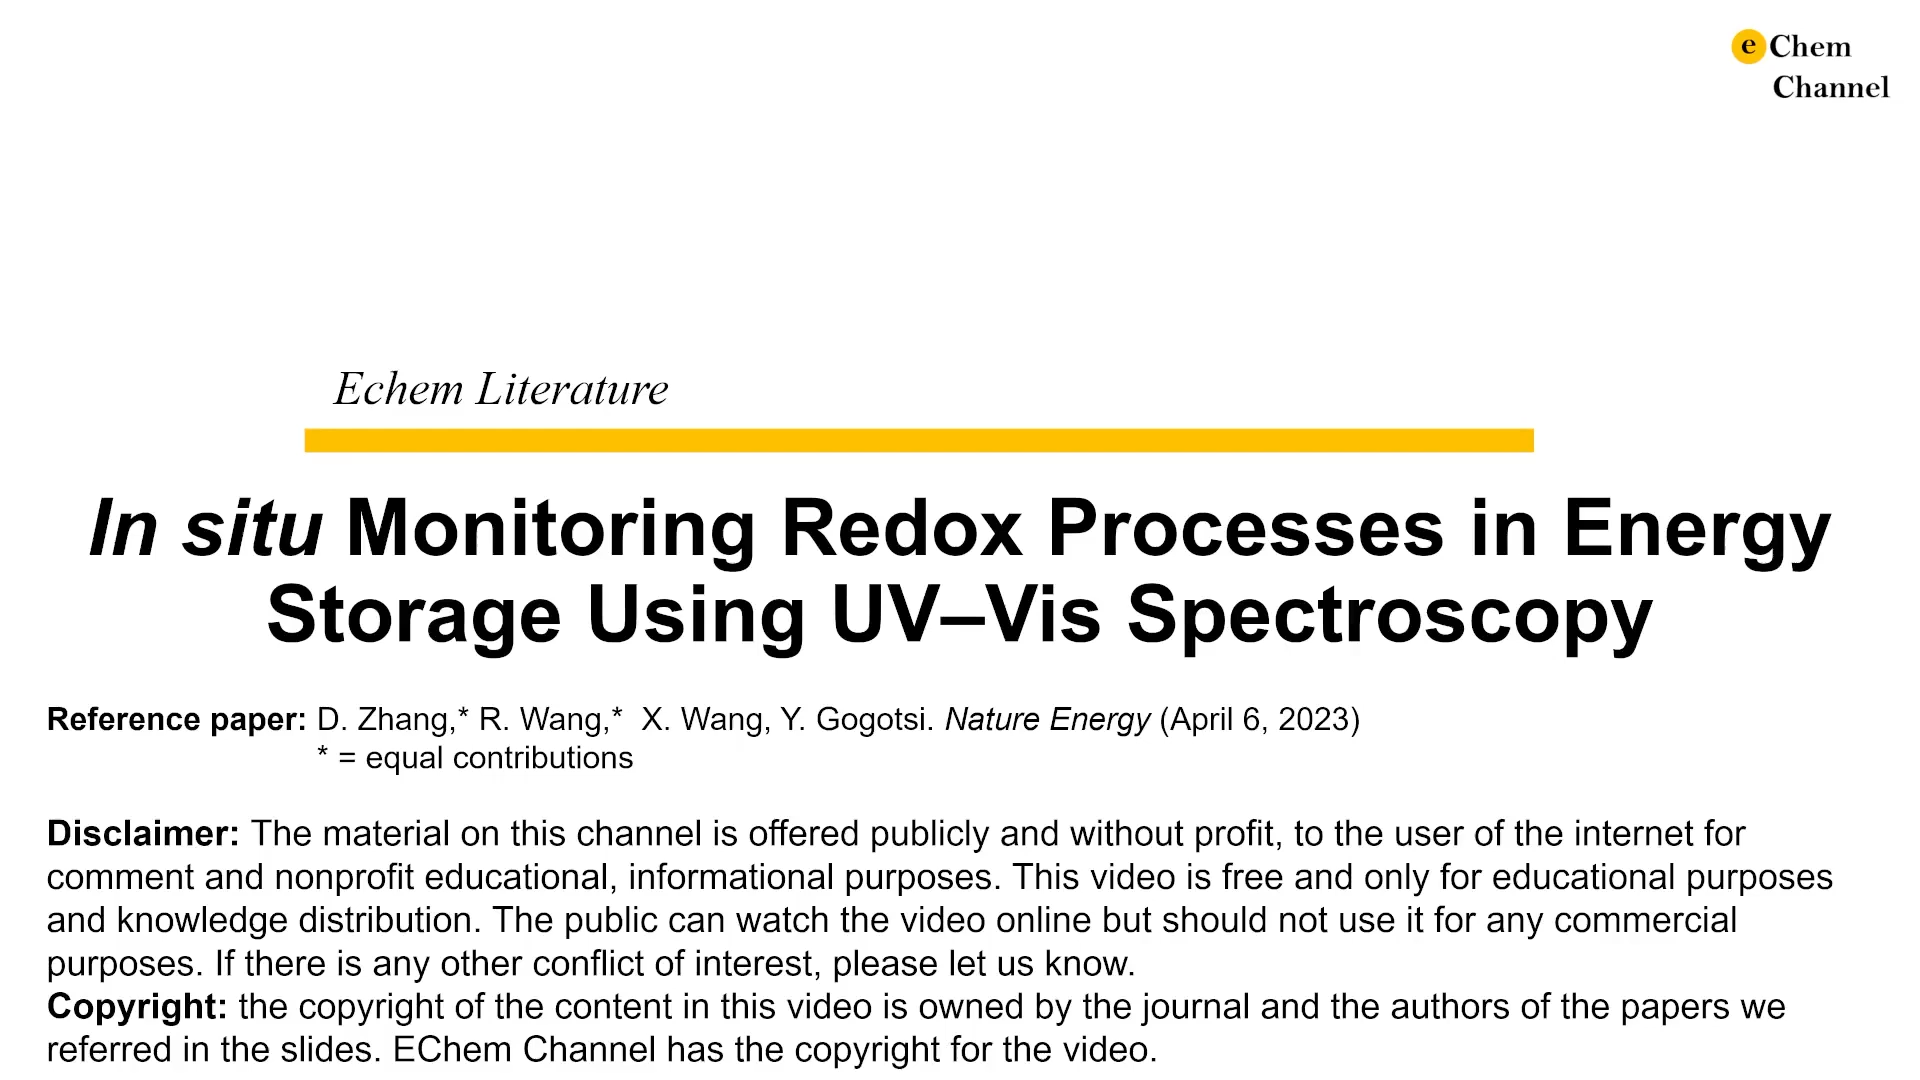 e Chem
Channel
Echem Literature
In situ Monitoring Redox Processes in Energy
Storage Using UV–Vis Spectroscopy
Reference paper: D. Zhang,* R. Wang,* X. Wang, Y. Gogotsi. Nature Energy (April 6, 2023)
* = equal contributions
Disclaimer: The material on this channel is offered publicly and without profit, to the user of the internet for
comment and nonprofit educational, informational purposes. This video is free and only for educational purposes
and knowledge distribution. The public can watch the video online but should not use it for any commercial
purposes. If there is any other conflict of interest, please let us know.
Copyright: the copyright of the content in this video is owned by the journal and the authors of the papers we
referred in the slides. EChem Channel has the copyright for the video.